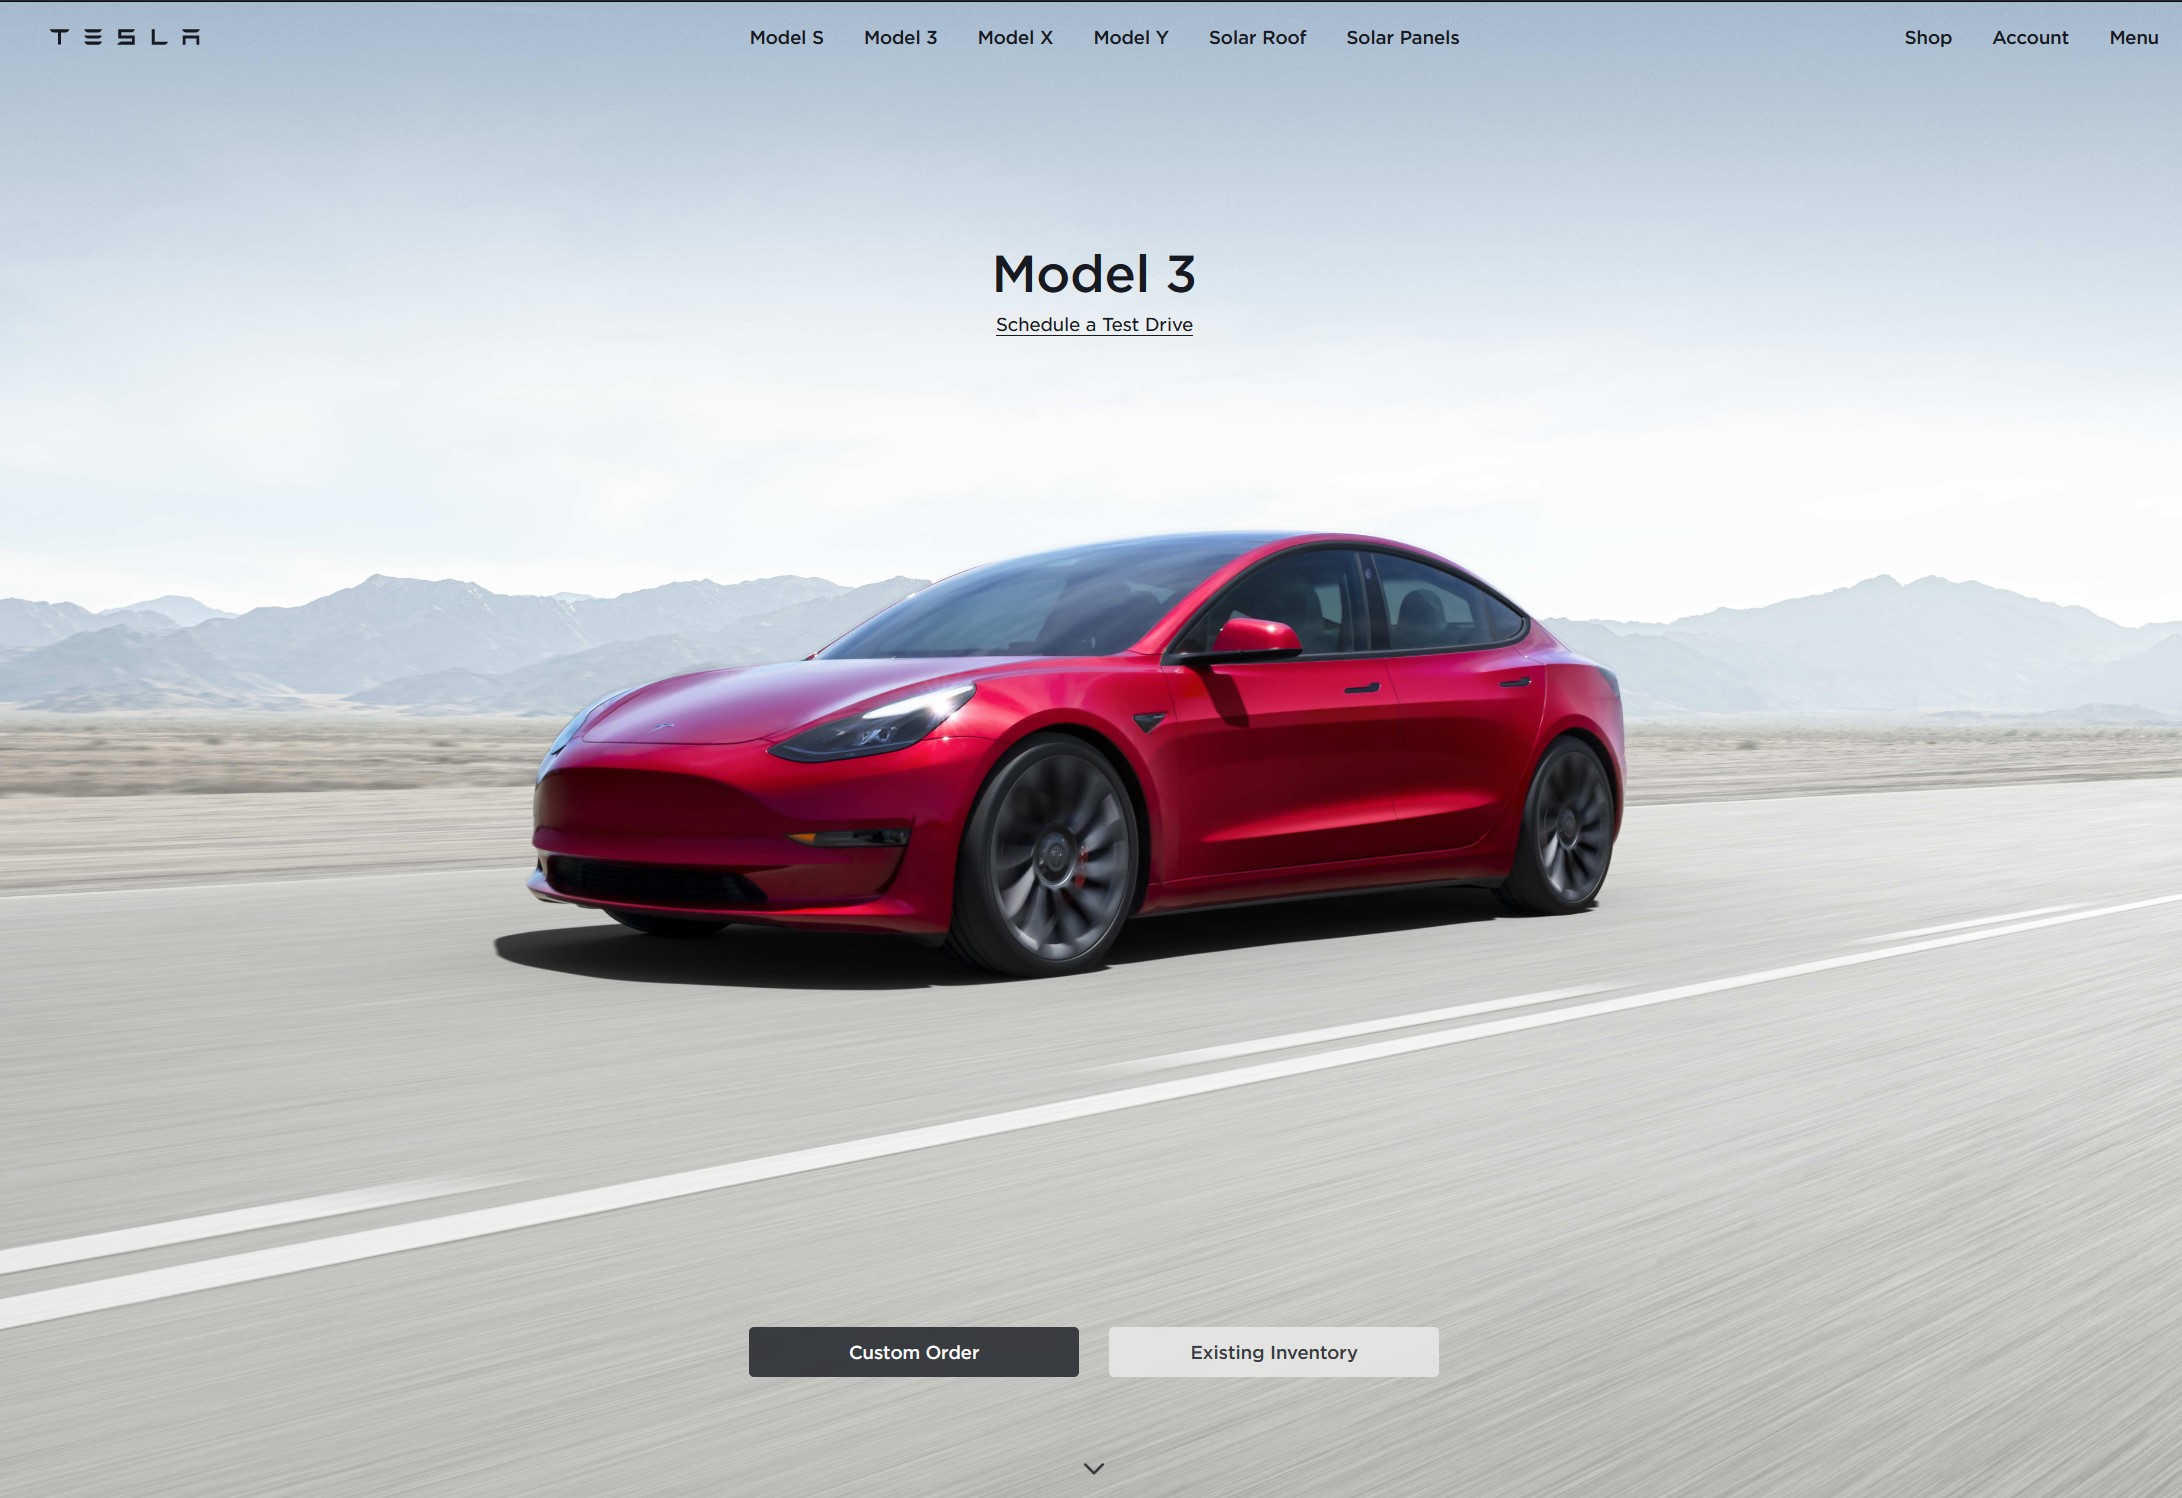 TESLA
Model S Model 3 Model X Model Y Solar Roof Solar Panels
Shop Account Menu
Model 3
Schedule a Test Drive
Custom Order
Existing Inventory